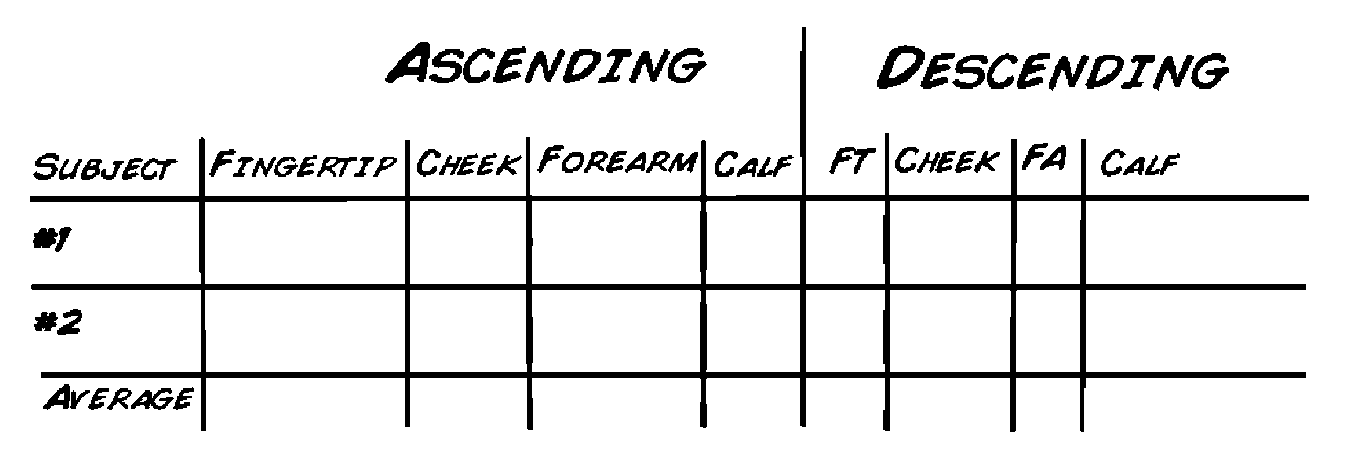 Ascending Descending
Subject Fingertip Cheek Forearm Calf FT Cheek FA Calf
#1
#2
Average